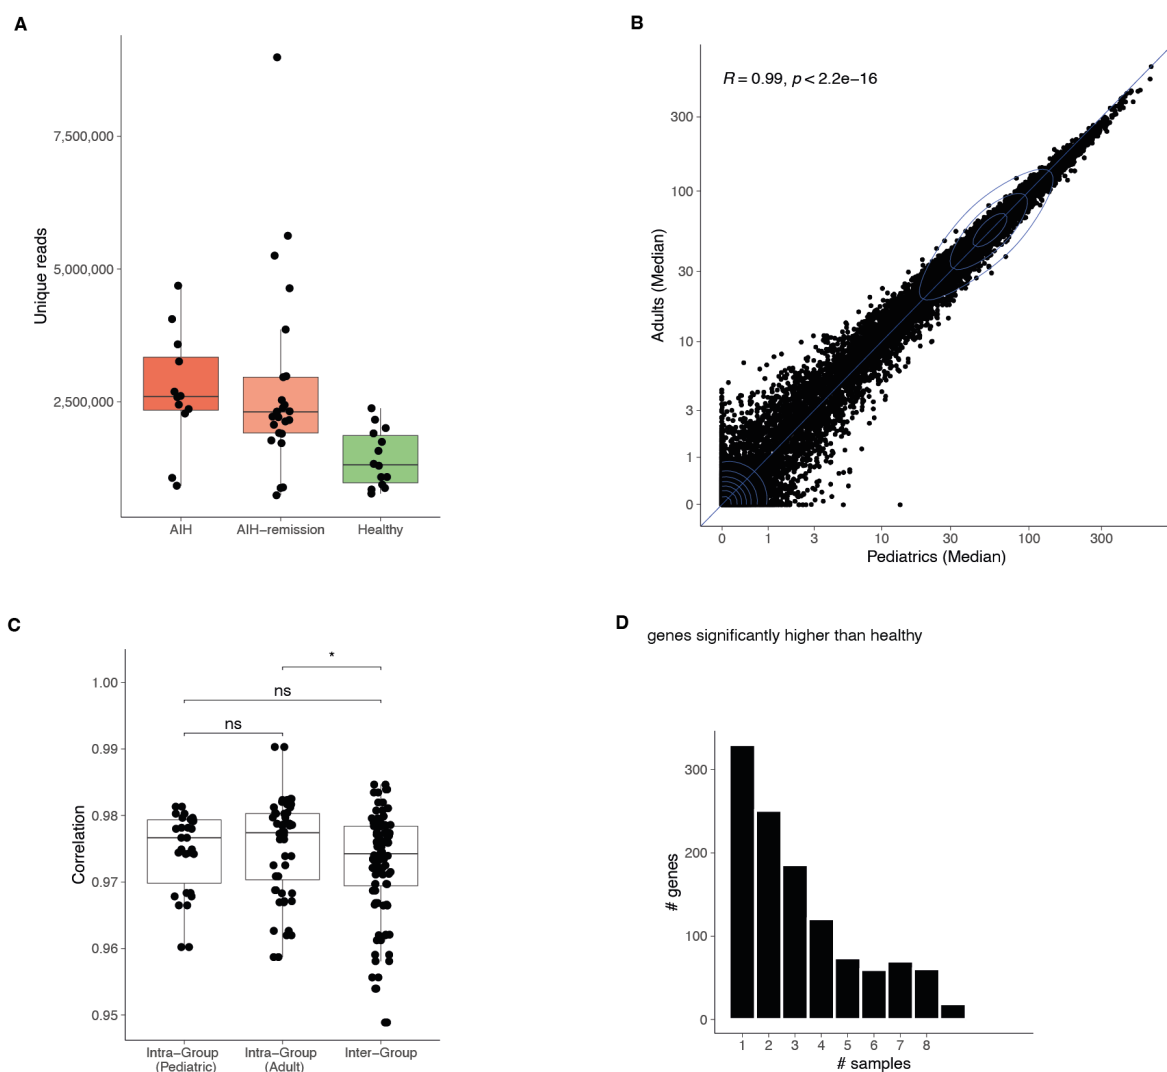 A
Unique reads
7,500,000
5,000,000
2,500,000
AIH
AIH−remission
Healthy
B
R = 0.99, p < 2.2e−16
Adults (Median)
300
100
30
10
3
1
0
0
1
3
10
30
100
300
Pediatrics (Median)
C
Correlation
1.00
0.99
0.98
0.97
0.96
0.95
*
ns
ns
Intra−Group
(Pediatric)
Intra−Group
(Adult)
Inter−Group
D
genes significantly higher than healthy
# genes
300
200
100
0
1
2
3
4
5
6
7
8
# samples